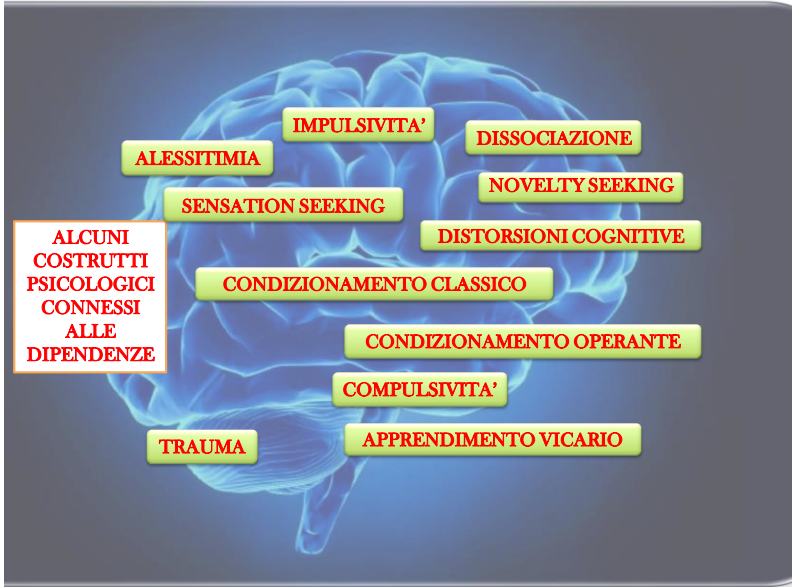 IMPULSIVITA’
DISSOCIAZIONE
ALESSITIMIA
NOVELTY SEEKING
SENSATION SEEKING
DISTORSIONI COGNITIVE
ALCUNI
COSTRUTTI
PSICOLOGICI
CONNESSI
ALLE
DIPENDENZE
CONDIZIONAMENTO CLASSICO
CONDIZIONAMENTO OPERANTE
COMPULSIVITA’
APPRENDIMENTO VICARIO
TRAUMA